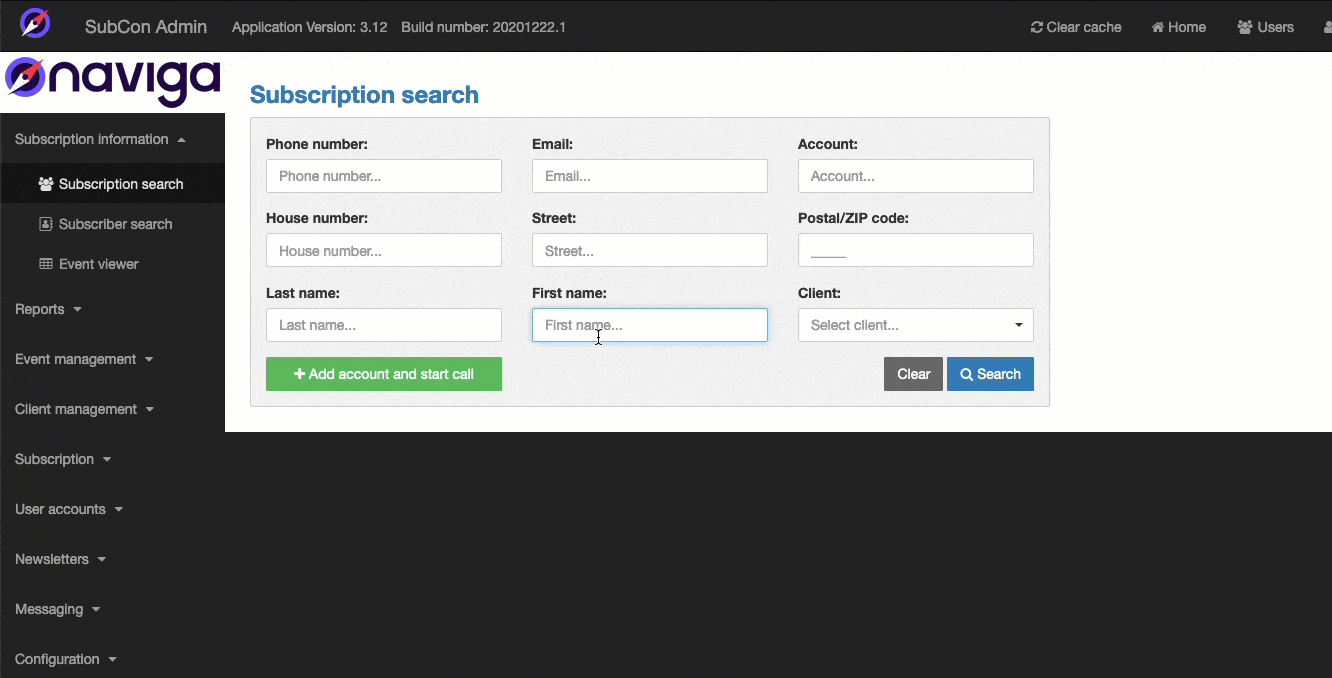 SubCon Admin Application Version: 3.12 Build number: 20201222.1 Clear cache Home Users
naviga
Subscription information
Subscription search
Subscriber search
Event viewer
Reports
Event management
Client management
Subscription
User accounts
Newsletters
Messaging
Configuration
Subscription search
Phone number: Email: Account:
Phone number... Email... Account...
House number: Street: Postal/ZIP code:
House number... Street... _____
Last name: First name: Client:
Last name... First name... Select client...
Add account and start call Clear Search